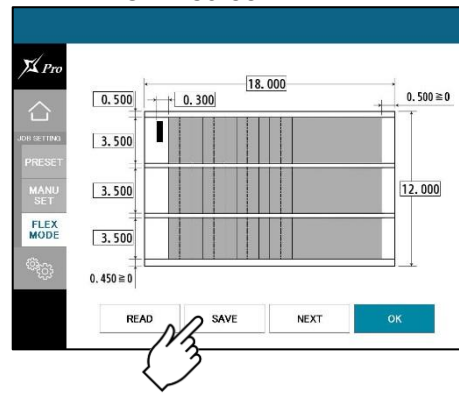 Pro
18.000
0.500
0.300
0.500≧0
JOB SETTING
3.500
PRESET
MANU
SET
3.500
12.000
FLEX
MODE
3.500
0.450≧0
READ
SAVE
NEXT
OK